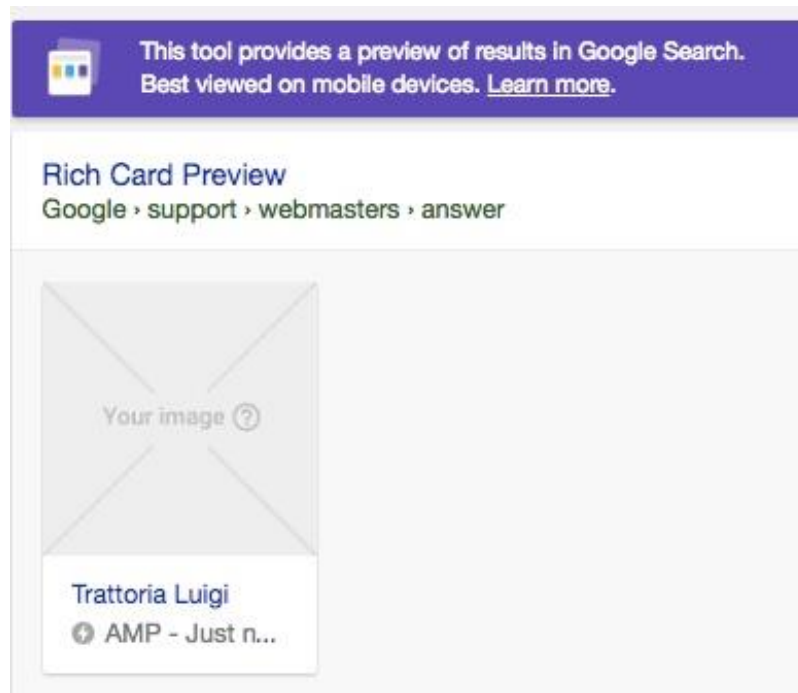 This tool provides a preview of results in Google Search.
Best viewed on mobile devices. Learn more.
Rich Card Preview
Google › support › webmasters › answer
Your image ?
Trattoria Luigi
AMP - Just n...